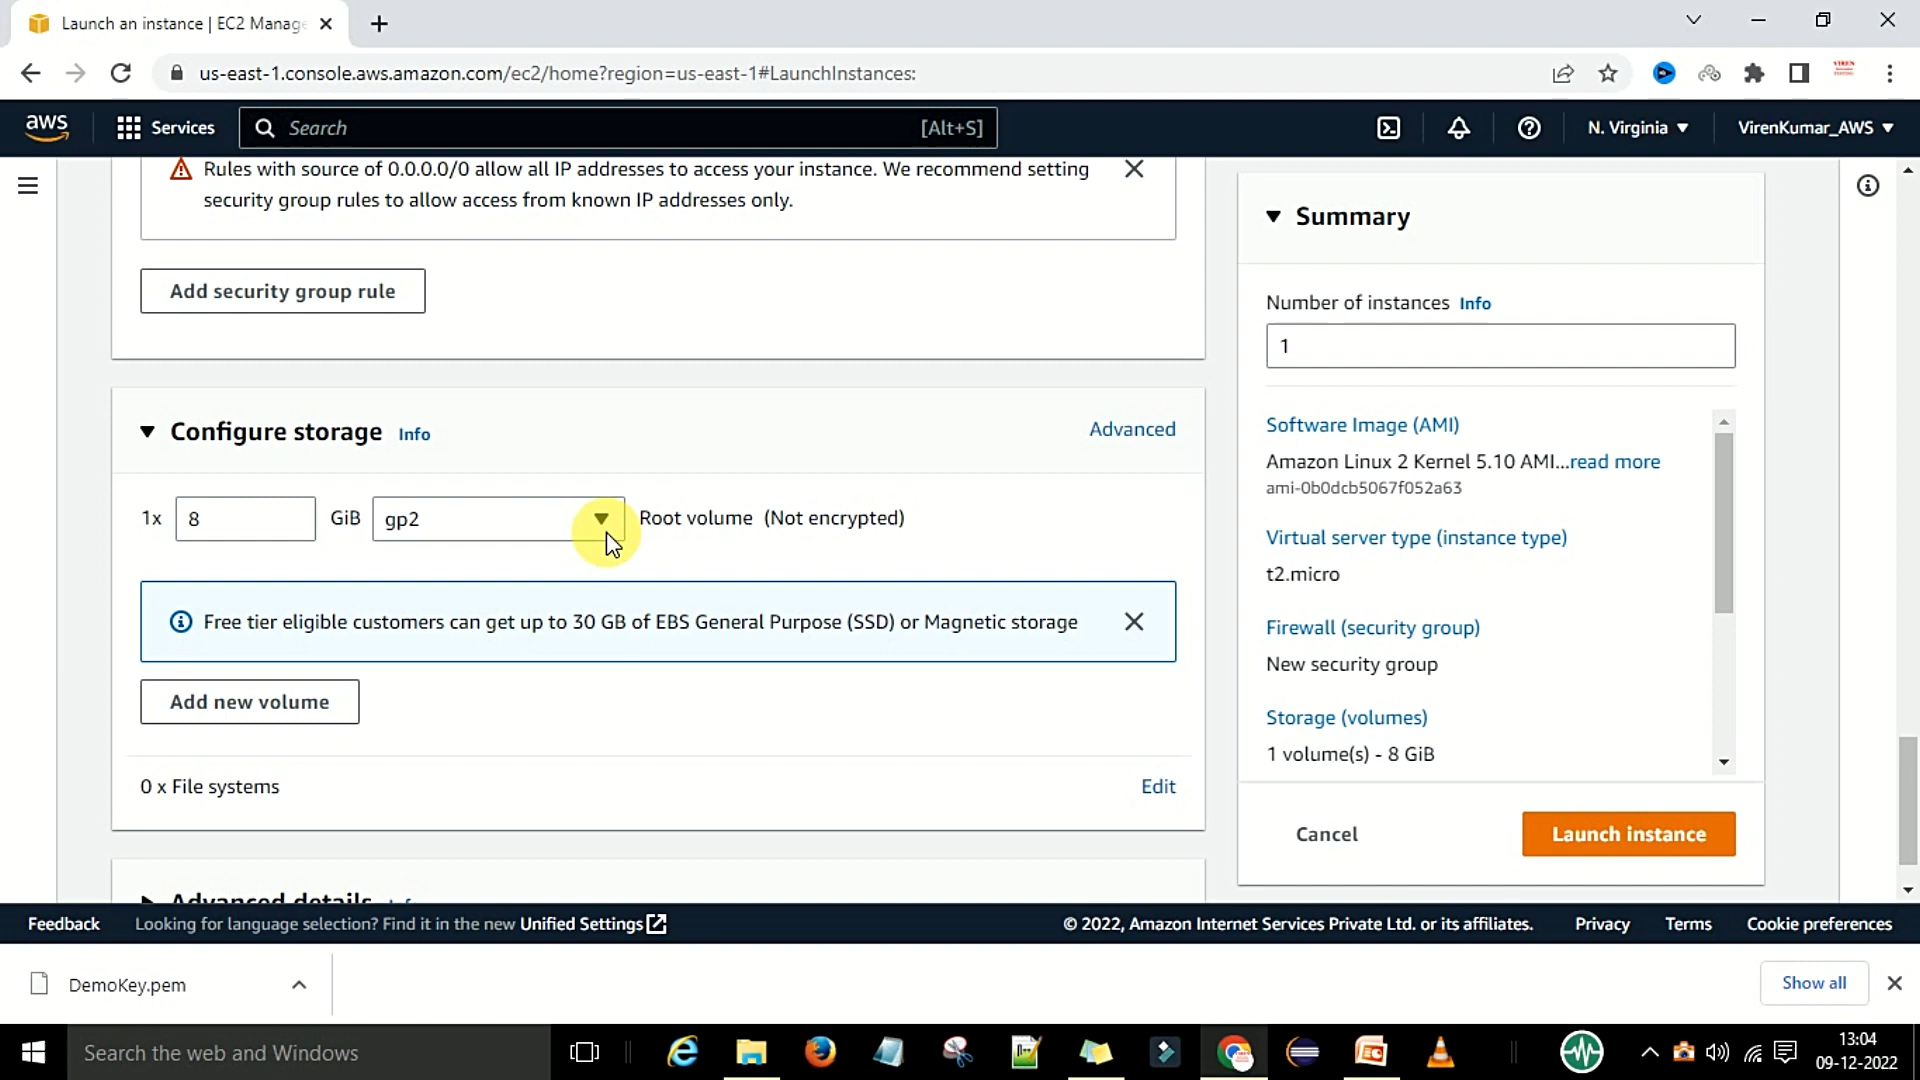 Launch an instance | EC2 Manage
us-east-1.console.aws.amazon.com/ec2/home?region=us-east-1#LaunchInstances:
aws
Services
Search
[Alt+S]
N. Virginia
VirenKumar_AWS
Rules with source of 0.0.0.0/0 allow all IP addresses to access your instance. We recommend setting
security group rules to allow access from known IP addresses only.
Add security group rule
Configure storage Info
Advanced
1x
8
GiB
gp2
Root volume (Not encrypted)
Free tier eligible customers can get up to 30 GB of EBS General Purpose (SSD) or Magnetic storage
Add new volume
0 x File systems
Edit
Advanced details
Summary
Number of instances Info
1
Software Image (AMI)
Amazon Linux 2 Kernel 5.10 AMI...read more
ami-0b0dcb5067f052a63
Virtual server type (instance type)
t2.micro
Firewall (security group)
New security group
Storage (volumes)
1 volume(s) - 8 GiB
Cancel
Launch instance
Feedback
Looking for language selection? Find it in the new Unified Settings
© 2022, Amazon Internet Services Private Ltd. or its affiliates.
Privacy
Terms
Cookie preferences
DemoKey.pem
Show all
Search the web and Windows
13:04
09-12-2022